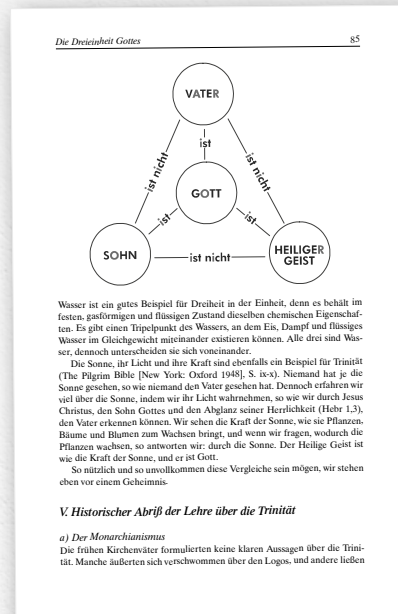 Die Dreieinheit Gottes 85
VATER
ist
ist nicht
ist nicht
GOTT
ist
ist
SOHN
ist nicht
HEILIGER
GEIST
Wasser ist ein gutes Beispiel für Dreiheit in der Einheit, denn es behält im
festen, gasförmigen und flüssigen Zustand dieselben chemischen Eigenschaf-
ten. Es gibt einen Tripelpunkt des Wassers, an dem Eis, Dampf und flüssiges
Wasser im Gleichgewicht miteinander existieren können. Alle drei sind Was-
ser, dennoch unterscheiden sie sich voneinander.
Die Sonne, ihr Licht und ihre Kraft sind ebenfalls ein Beispiel für Trinität
(The Pilgrim Bible [New York: Oxford 1948], S. ix-x). Niemand hat je die
Sonne gesehen, so wie niemand den Vater gesehen hat. Dennoch erfahren wir
viel über die Sonne, indem wir ihr Licht wahrnehmen, so wie wir durch Jesus
Christus, den Sohn Gottes und den Abglanz seiner Herrlichkeit (Hebr 1,3),
den Vater erkennen können. Wir sehen die Kraft der Sonne, wie sie Pflanzen,
Bäume und Blumen zum Wachsen bringt, und wenn wir fragen, wodurch die
Pflanzen wachsen, so antworten wir: durch die Sonne. Der Heilige Geist ist
wie die Kraft der Sonne, und er ist Gott.
So nützlich und so unvollkommen diese Vergleiche sein mögen, wir stehen
eben vor einem Geheimnis.
V. Historischer Abriß der Lehre über die Trinität
a) Der Monarchianismus
Die frühen Kirchenväter formulierten keine klaren Aussagen über die Trini-
tät. Manche äußerten sich verschwommen über den Logos, und andere ließen